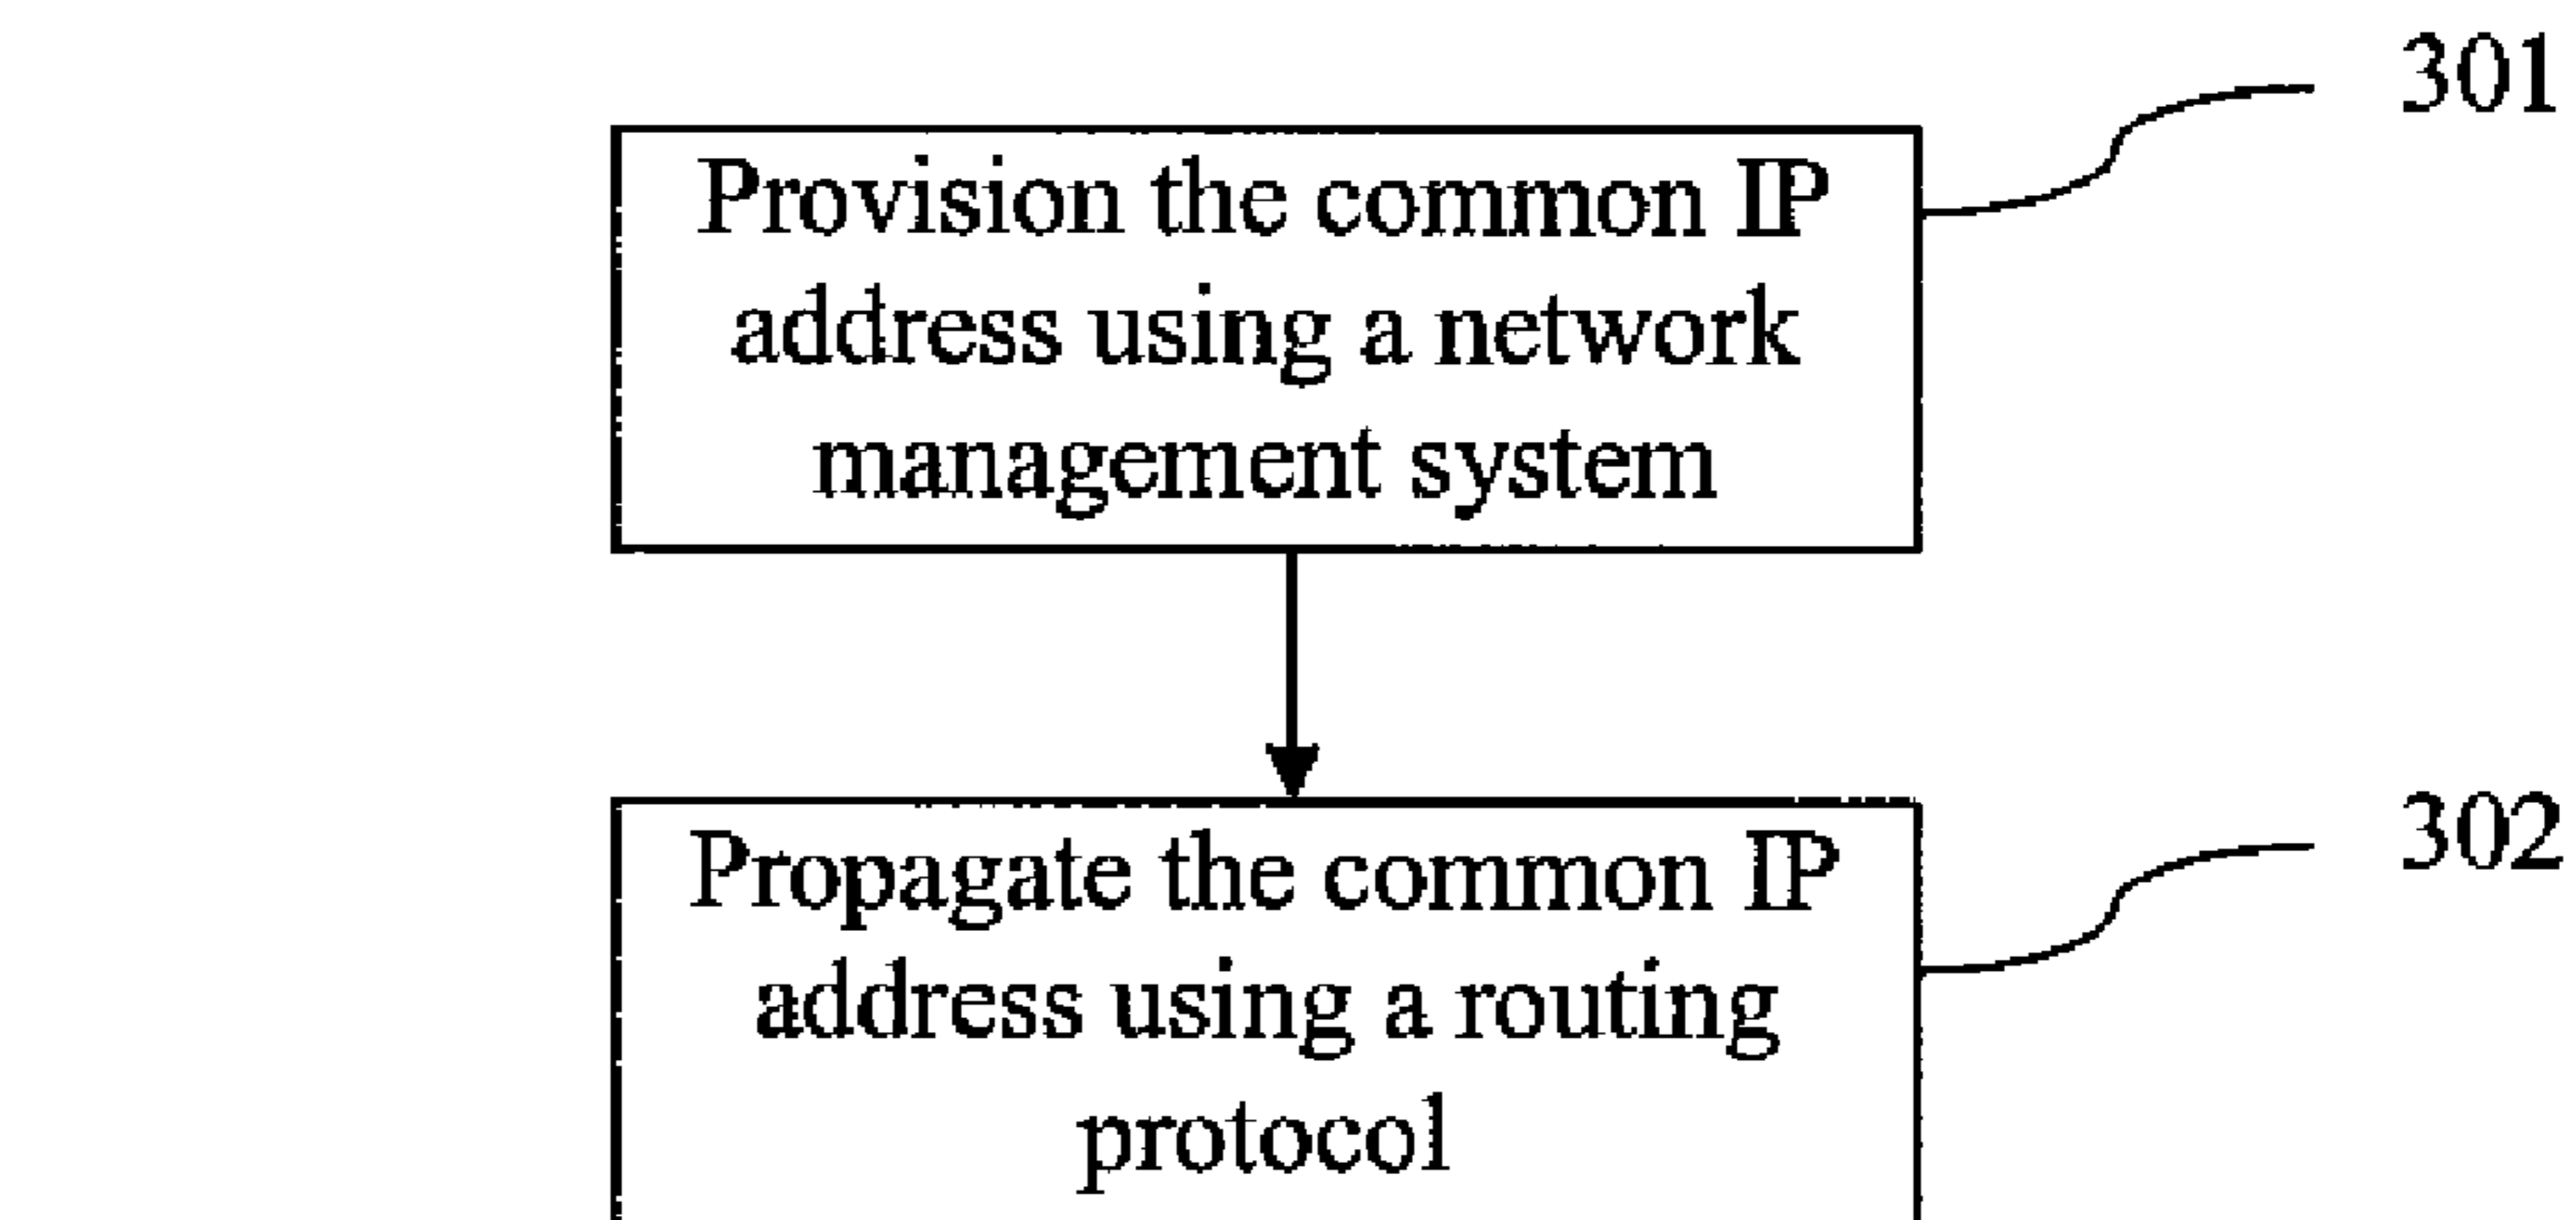 301
Provision the common IP
address using a network
management system
302
Propagate the common IP
address using a routing
protocol